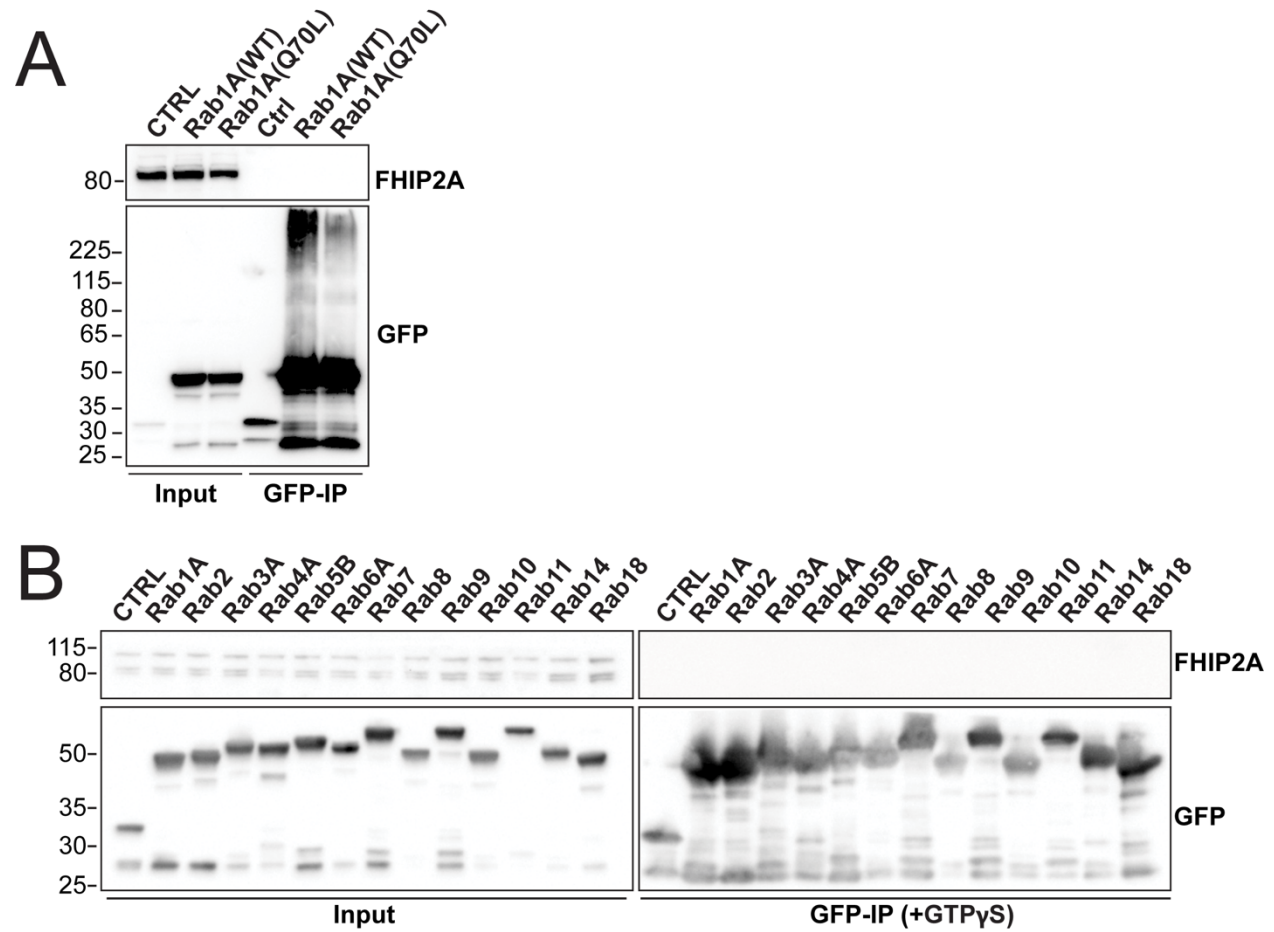 A
CTRL
Rab1A(WT)
Rab1A(Q70L)
Ctrl
Rab1A(WT)
Rab1A(Q70L)
80–
FHIP2A
225–
115–
80–
65–
50–
35–
30–
25–
GFP
Input
GFP-IP
B
CTRL
Rab1A
Rab2
Rab3A
Rab4A
Rab5B
Rab6A
Rab7
Rab8
Rab9
Rab10
Rab11
Rab14
Rab18
CTRL
Rab1A
Rab2
Rab3A
Rab4A
Rab5B
Rab6A
Rab7
Rab8
Rab9
Rab10
Rab11
Rab14
Rab18
115–
80–
FHIP2A
50–
35–
30–
25–
GFP
Input
GFP-IP (+GTPγS)